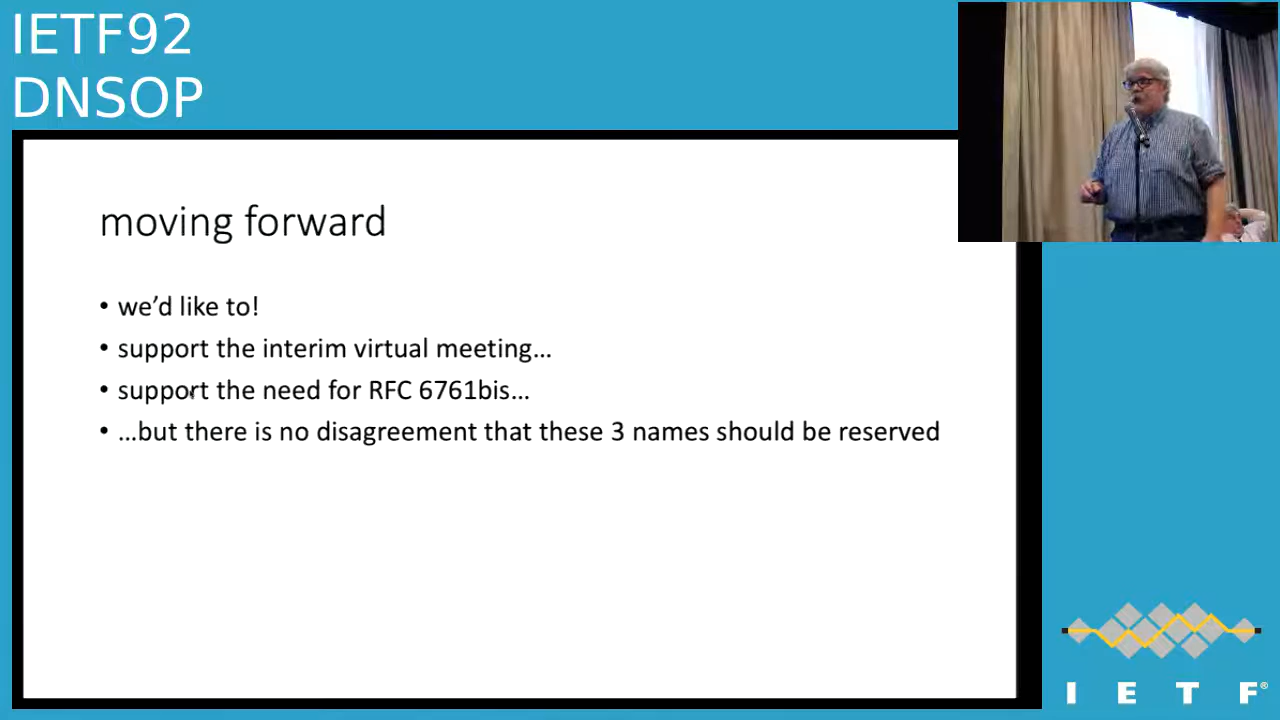 IETF92
DNSOP
moving forward
• we’d like to!
• support the interim virtual meeting…
• support the need for RFC 6761bis…
• …but there is no disagreement that these 3 names should be reserved
I E T F®